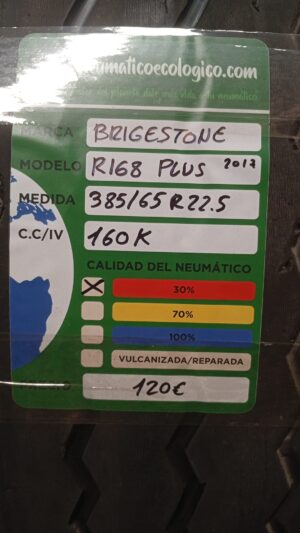 neumaticoecologico.com
MARCA BRIGESTONE
MODELO R168 PLUS 2017
MEDIDA 385/65 R22.5
C.C/IV 160K
CALIDAD DEL NEUMÁTICO
X 30%
70%
100%
VULCANIZADA/REPARADA
120€